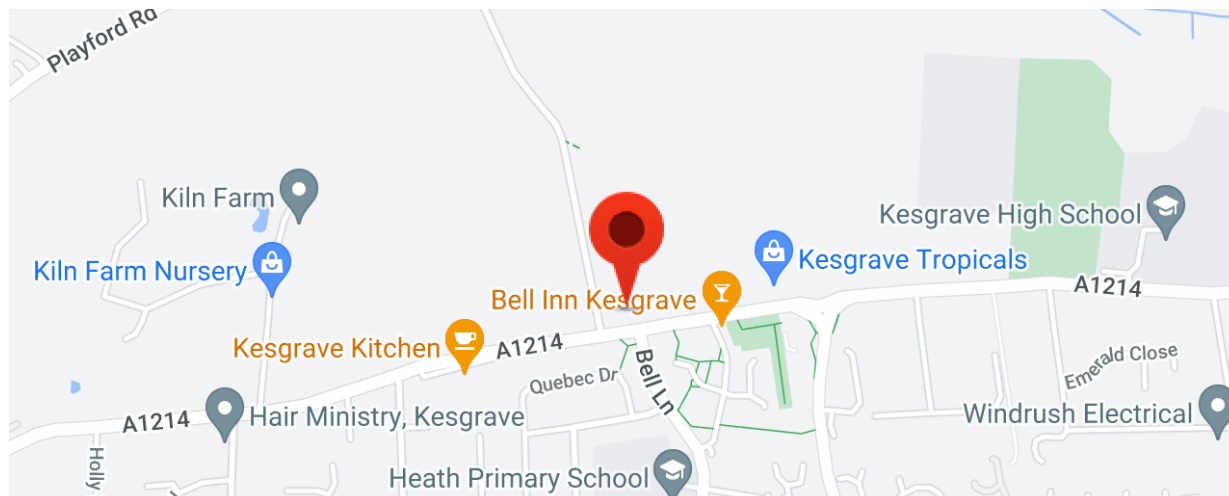 Playford Rd
Kiln Farm
Kesgrave High School
Kiln Farm Nursery
Kesgrave Tropicals
Bell Inn Kesgrave
A1214
Kesgrave Kitchen
A1214
Bell Ln
Quebec Dr
Emerald Close
A1214
Hair Ministry, Kesgrave
Windrush Electrical
Holly
Heath Primary School